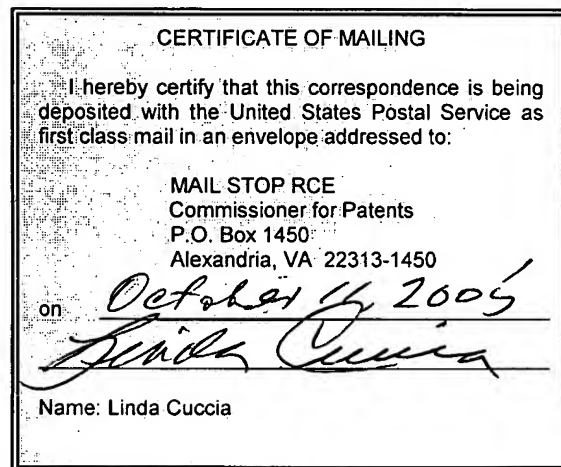 CERTIFICATE OF MAILING
I hereby certify that this correspondence is being
deposited with the United States Postal Service as
first class mail in an envelope addressed to:
MAIL STOP RCE
Commissioner for Patents
P.O. Box 1450
Alexandria, VA 22313-1450
on October 2005
Linda Cuccia
Name: Linda Cuccia